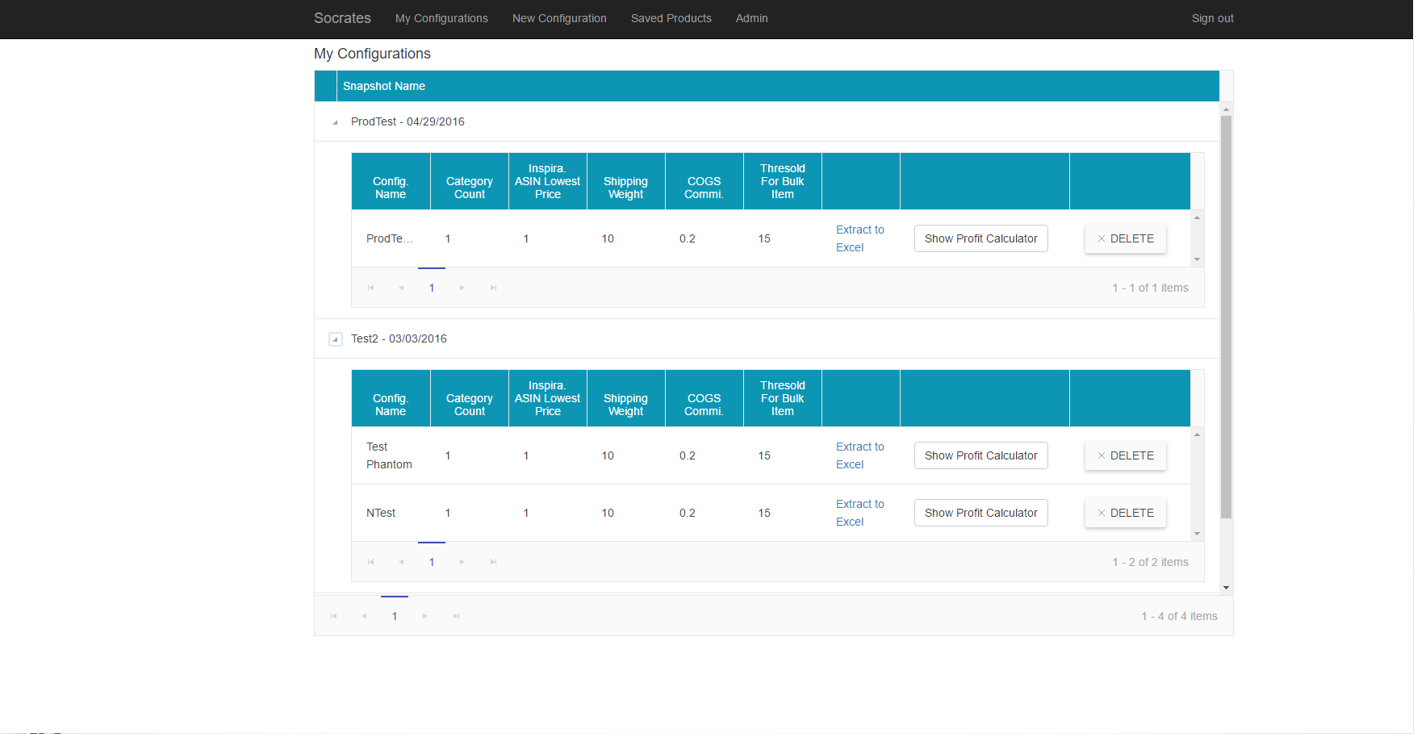 Socrates My Configurations New Configuration Saved Products Admin Sign out
My Configurations
Snapshot Name
ProdTest - 04/29/2016
Config. Name Category Count Inspira. ASIN Lowest Price Shipping Weight COGS Commi. Thresold For Bulk Item
ProdTe... 1 1 10 0.2 15 Extract to Excel Show Profit Calculator DELETE
1 1 - 1 of 1 items
Test2 - 03/03/2016
Config. Name Category Count Inspira. ASIN Lowest Price Shipping Weight COGS Commi. Thresold For Bulk Item
Test Phantom 1 1 10 0.2 15 Extract to Excel Show Profit Calculator DELETE
NTest 1 1 10 0.2 15 Extract to Excel Show Profit Calculator DELETE
1 1 - 2 of 2 items
1 1 - 4 of 4 items